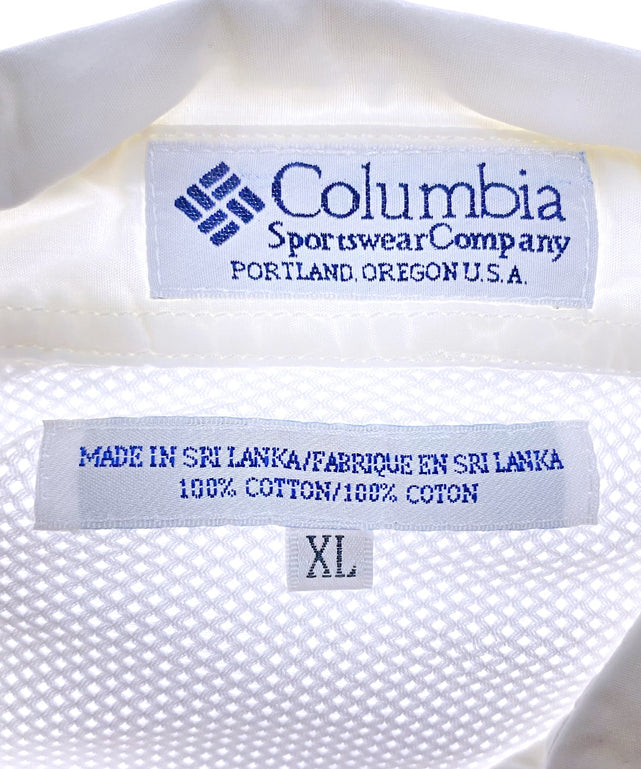 Columbia
SportswearCompany
PORTLAND, OREGON U.S.A.
MADE IN SRI LANKA/FABRIQUE EN SRI LANKA
100% COTTON/100% COTON
XL